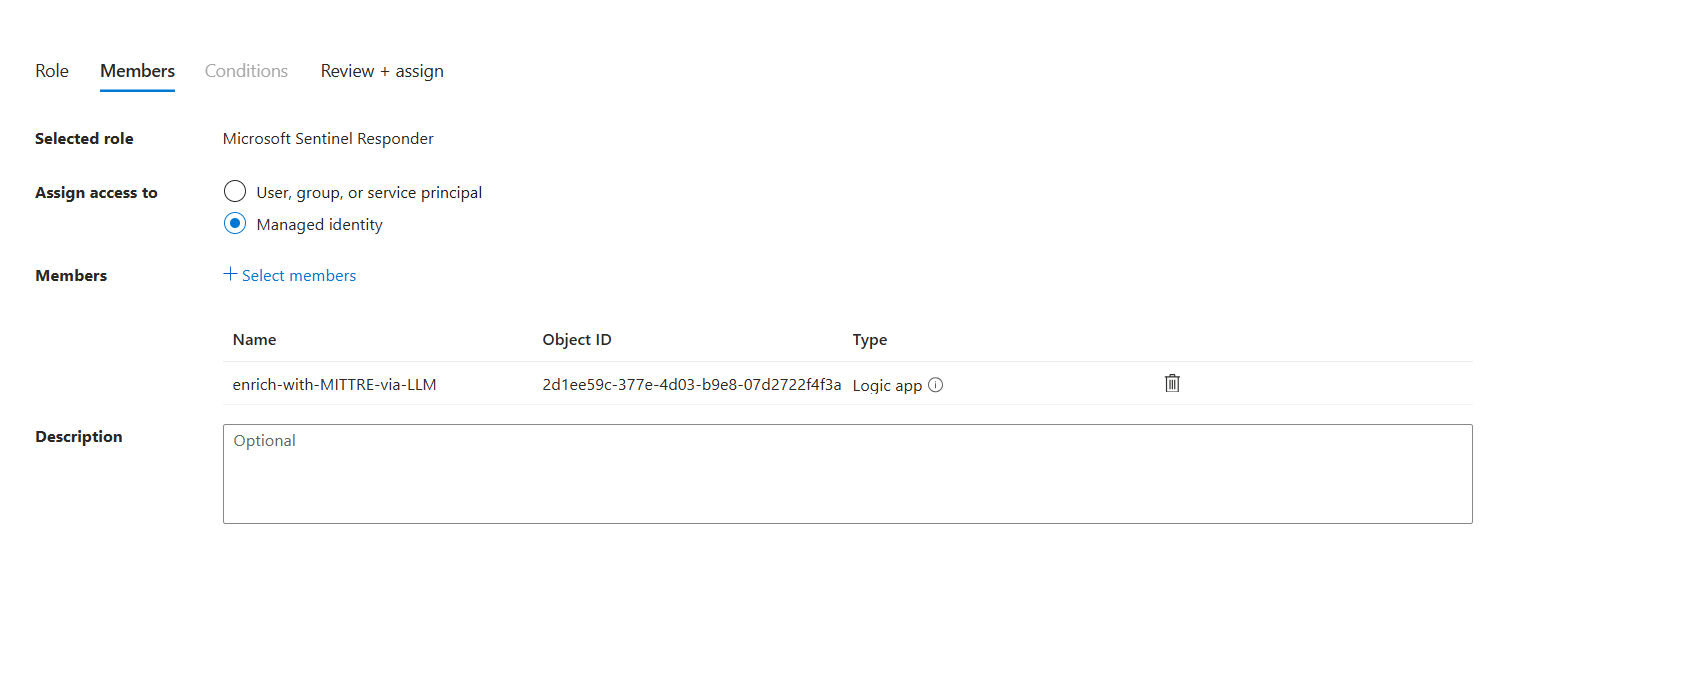 Role Members Conditions Review + assign
Selected role Microsoft Sentinel Responder
Assign access to User, group, or service principal
Managed identity
Members + Select members
Name Object ID Type
enrich-with-MITTRE-via-LLM 2d1ee59c-377e-4d03-b9e8-07d2722f4f3a Logic app
Description Optional